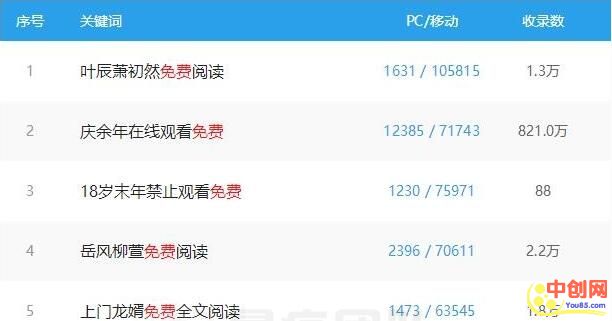 序号 关键词 PC/移动 收录数
1 叶辰萧初然免费阅读 1631 / 105815 1.3万
2 庆余年在线观看免费 12385 / 71743 821.0万
3 18岁末年禁止观看免费 1230 / 75971 88
4 岳风柳萱免费阅读 2396 / 70611 2.2万
5 上门龙婿免费全文阅读 1473 / 63545 1.8万
中创网
You85.com